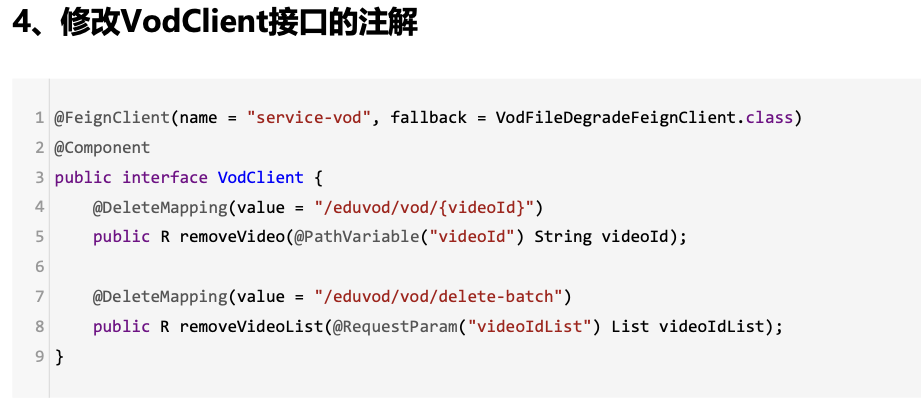 4、修改VodClient接口的注解
1 @FeignClient(name = "service-vod", fallback = VodFileDegradeFeignClient.class)
2 @Component
3 public interface VodClient {
4     @DeleteMapping(value = "/eduvod/vod/{videoId}")
5     public R removeVideo(@PathVariable("videoId") String videoId);
6
7     @DeleteMapping(value = "/eduvod/vod/delete-batch")
8     public R removeVideoList(@RequestParam("videoIdList") List videoIdList);
9 }